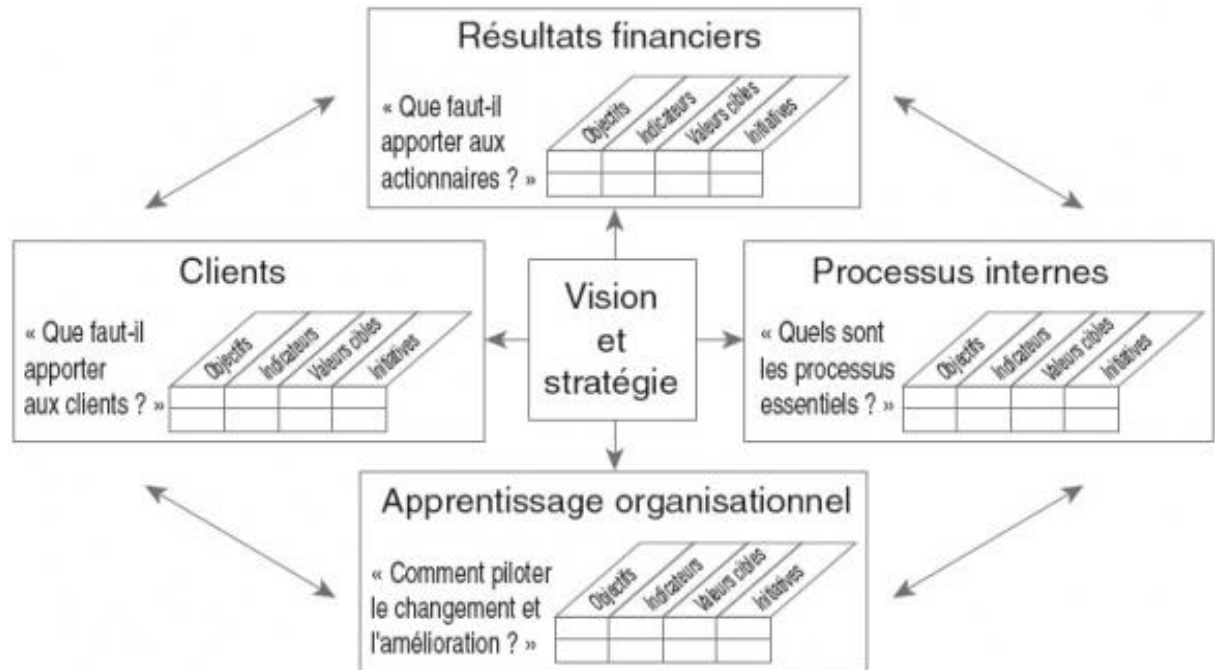 Résultats financiers
« Que faut-il
apporter aux
actionnaires ? »
Objectifs
Indicateurs
Valeurs cibles
Initiatives
Clients
« Que faut-il
apporter
aux clients ? »
Objectifs
Indicateurs
Valeurs cibles
Initiatives
Vision
et
stratégie
Processus internes
« Quels sont
les processus
essentiels ? »
Objectifs
Indicateurs
Valeurs cibles
Initiatives
Apprentissage organisationnel
« Comment piloter
le changement et
l'amélioration ? »
Objectifs
Indicateurs
Valeurs cibles
Initiatives